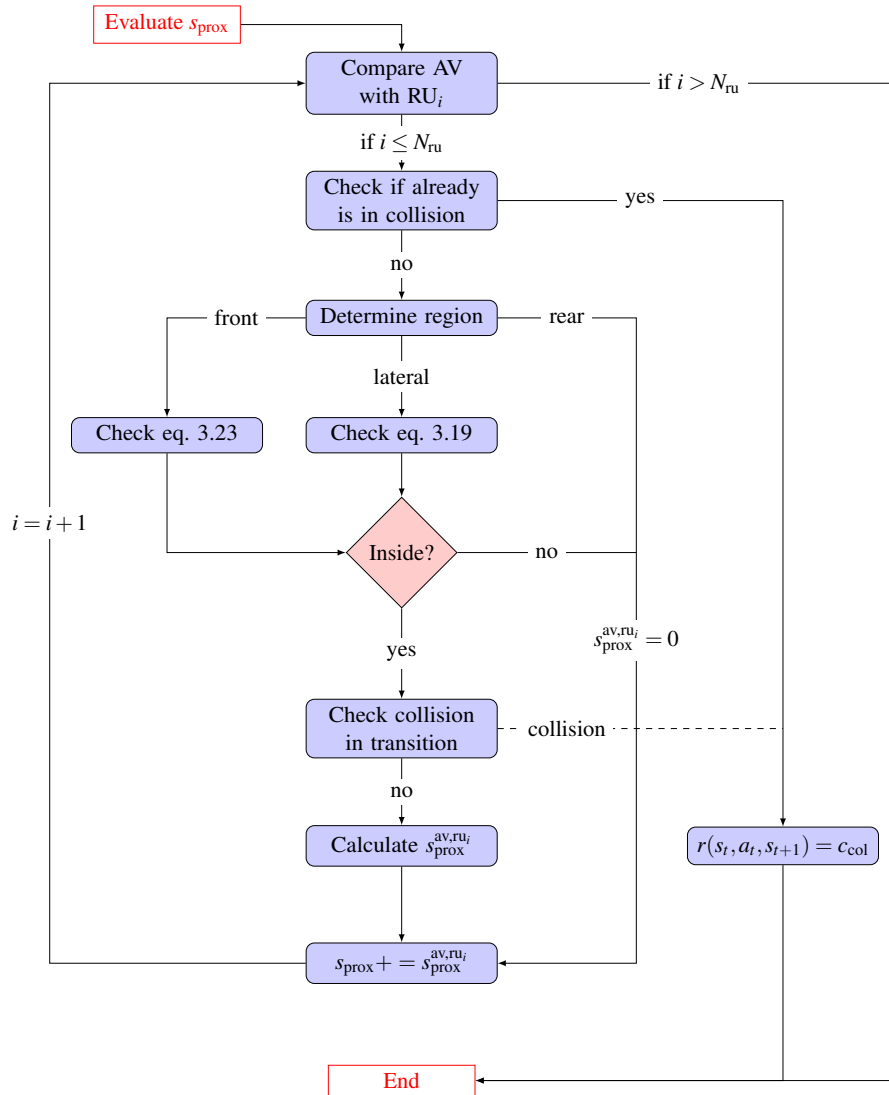 Evaluate s_prox
Compare AV
with RU_i
if i > N_ru
if i ≤ N_ru
Check if already
is in collision
yes
no
front
Determine region
rear
lateral
Check eq. 3.23
Check eq. 3.19
i = i + 1
Inside?
no
s_prox^{av,ru_i} = 0
yes
Check collision
in transition
collision
no
Calculate s_prox^{av,ru_i}
r(s_t, a_t, s_{t+1}) = c_col
s_prox + = s_prox^{av,ru_i}
End